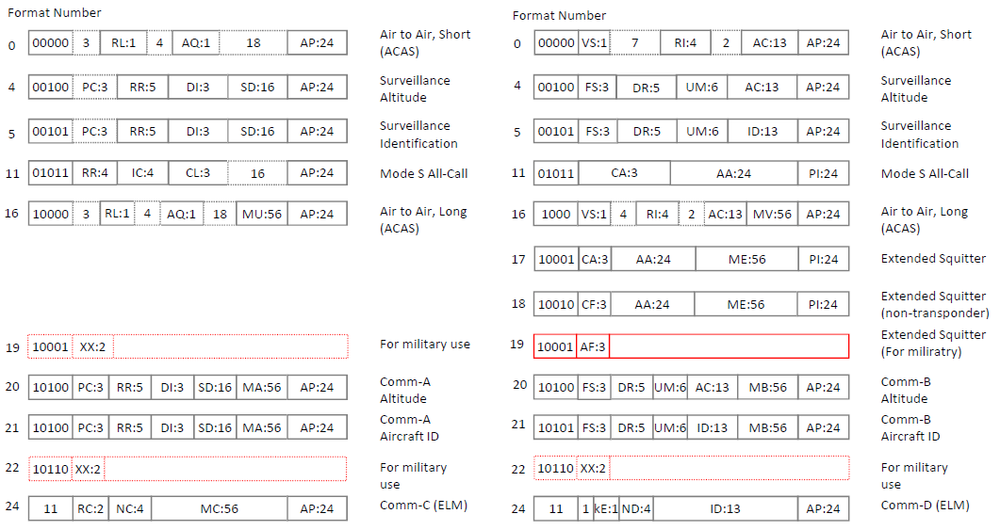 Format Number
0 00000 3 RL:1 4 AQ:1 18 AP:24 Air to Air, Short
(ACAS)
4 00100 PC:3 RR:5 DI:3 SD:16 AP:24 Surveillance
Altitude
5 00101 PC:3 RR:5 DI:3 SD:16 AP:24 Surveillance
Identification
11 01011 RR:4 IC:4 CL:3 16 AP:24 Mode S All-Call
16 10000 3 RL:1 4 AQ:1 18 MU:56 AP:24 Air to Air, Long
(ACAS)
19 10001 XX:2 For military use
20 10100 PC:3 RR:5 DI:3 SD:16 MA:56 AP:24 Comm-A
Altitude
21 10100 PC:3 RR:5 DI:3 SD:16 MA:56 AP:24 Comm-A
Aircraft ID
22 10110 XX:2 For military
use
24 11 RC:2 NC:4 MC:56 AP:24 Comm-C (ELM)
Format Number
0 00000 VS:1 7 RI:4 2 AC:13 AP:24 Air to Air, Short
(ACAS)
4 00100 FS:3 DR:5 UM:6 AC:13 AP:24 Surveillance
Altitude
5 00101 FS:3 DR:5 UM:6 ID:13 AP:24 Surveillance
Identification
11 01011 CA:3 AA:24 PI:24 Mode S All-Call
16 1000 VS:1 4 RI:4 2 AC:13 MV:56 AP:24 Air to Air, Long
(ACAS)
17 10001 CA:3 AA:24 ME:56 PI:24 Extended Squitter
18 10010 CF:3 AA:24 ME:56 PI:24 Extended Squitter
(non-transponder)
19 10001 AF:3 Extended Squitter
(For miliratry)
20 10100 FS:3 DR:5 UM:6 AC:13 MB:56 AP:24 Comm-B
Altitude
21 10101 FS:3 DR:5 UM:6 ID:13 MB:56 AP:24 Comm-B
Aircraft ID
22 10110 XX:2 For military
use
24 11 1 kE:1 ND:4 ID:13 AP:24 Comm-D (ELM)